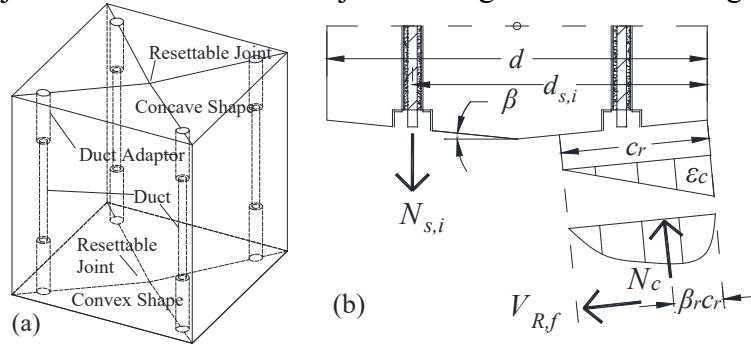 Resettable Joint
Concave Shape
Duct Adaptor
Duct
Resettable
Joint
Convex Shape
(a)
(b)
d
d_{s,i}
β
c_r
ε_c
N_{s,i}
N_c
β_r c_r
V_{R,f}